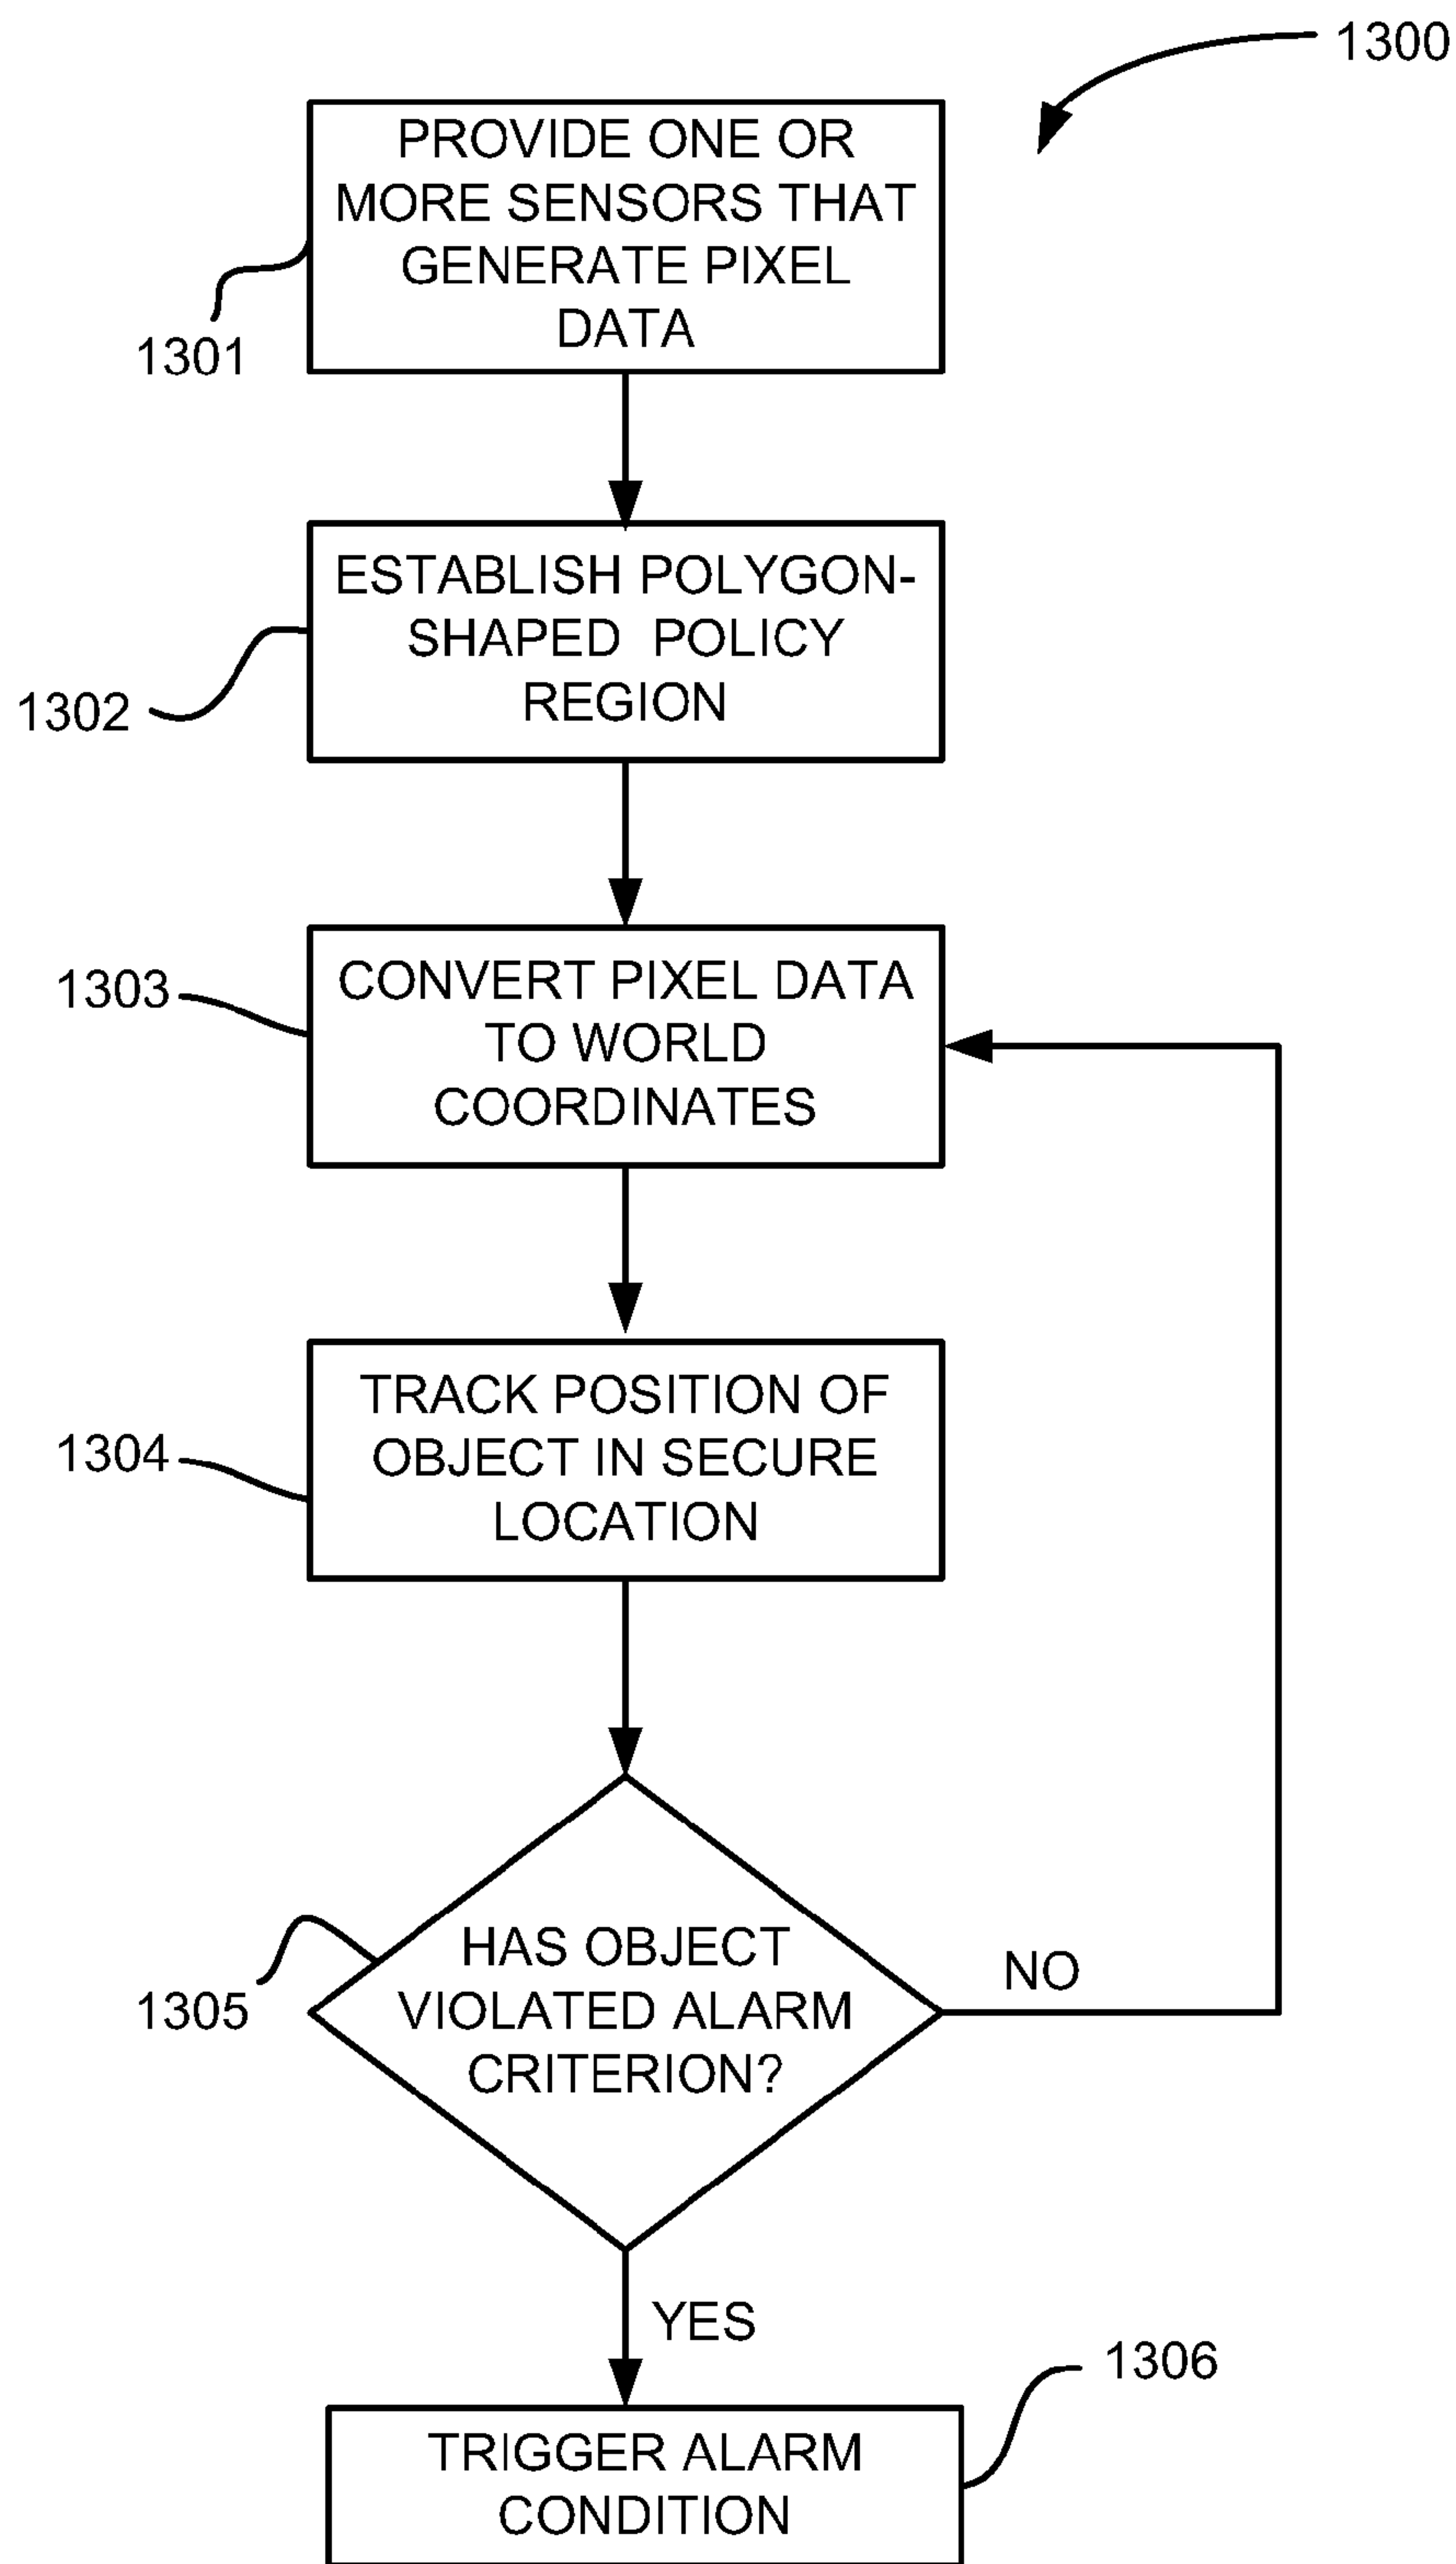 1300
PROVIDE ONE OR
MORE SENSORS THAT
GENERATE PIXEL
DATA
1301
ESTABLISH POLYGON-
SHAPED POLICY
REGION
1302
CONVERT PIXEL DATA
TO WORLD
COORDINATES
1303
TRACK POSITION OF
OBJECT IN SECURE
LOCATION
1304
HAS OBJECT
VIOLATED ALARM
CRITERION?
1305
NO
YES
1306
TRIGGER ALARM
CONDITION